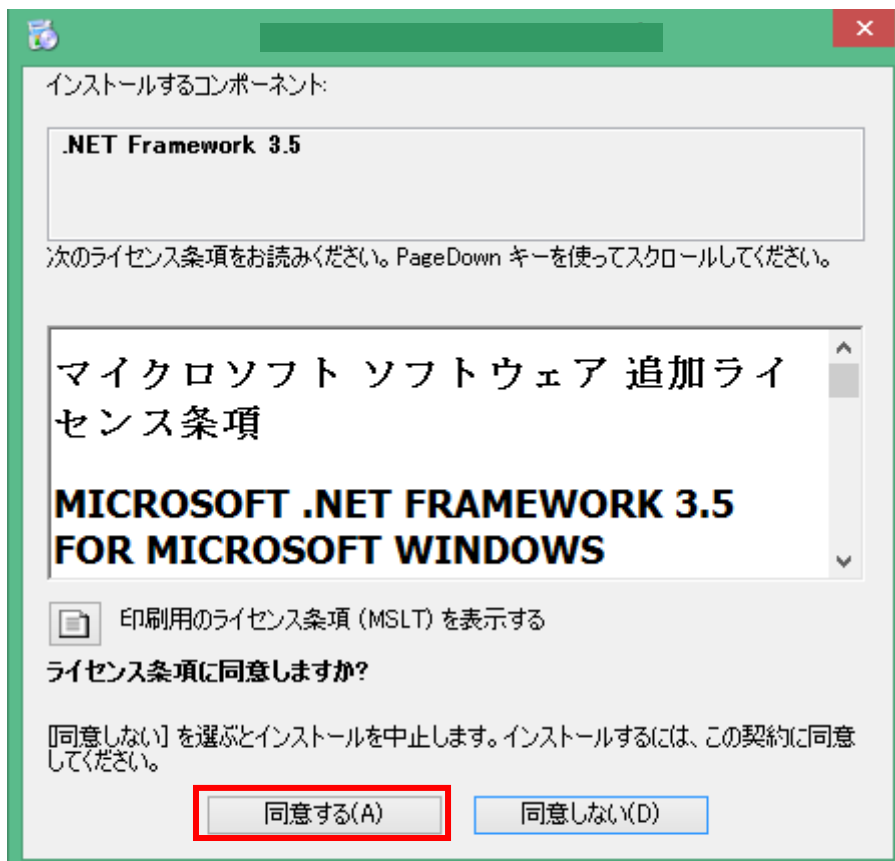 インストールするコンポーネント:
.NET Framework 3.5
次のライセンス条項をお読みください。PageDown キーを使ってスクロールしてください。
マイクロソフト ソフトウェア 追加ライ
センス条項
MICROSOFT .NET FRAMEWORK 3.5
FOR MICROSOFT WINDOWS
印刷用のライセンス条項 (MSLT) を表示する
ライセンス条項に同意しますか?
[同意しない] を選ぶとインストールを中止します。インストールするには、この契約に同意
してください。
同意する(A) 同意しない(D)